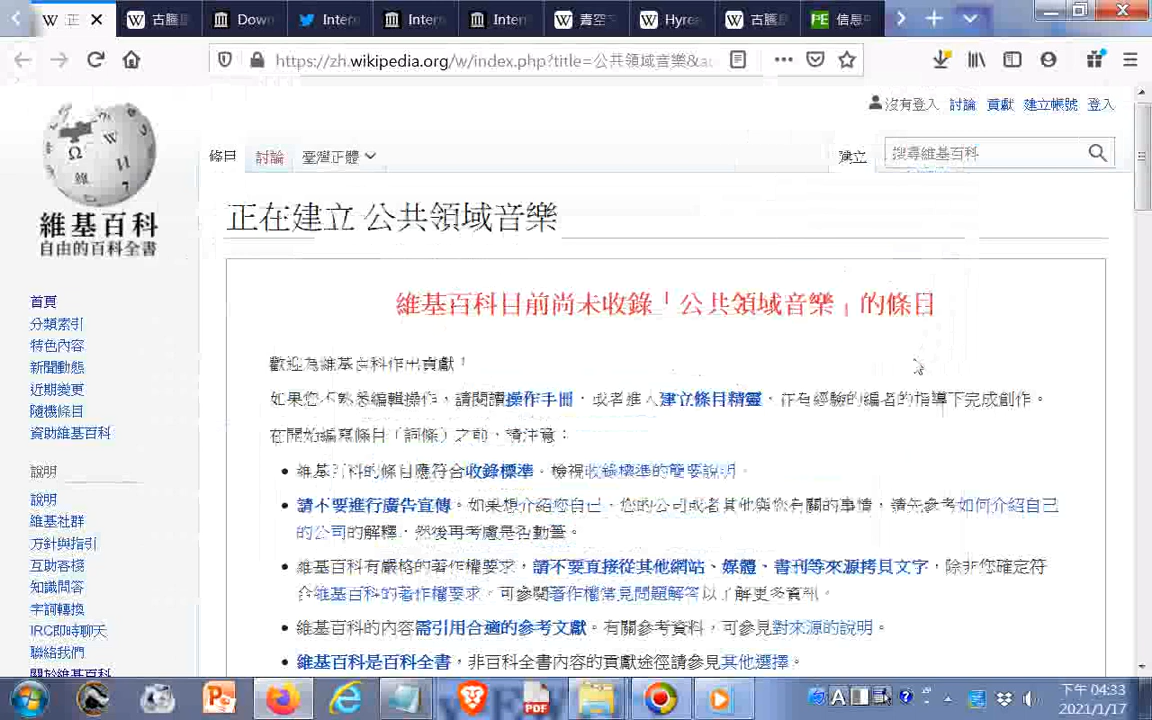 正
古騰
Down
Inter
Inter
Inter
青空
Hyre
古騰
信息
https://zh.wikipedia.org/w/index.php?title=公共領域音樂&a
沒有登入 討論 貢獻 建立帳號 登入
條目 討論 臺灣正體 建立 搜尋維基百科
維基百科
自由的百科全書
正在建立 公共領域音樂
維基百科目前尚未收錄「公共領域音樂」的條目
歡迎為維基百科作出貢獻！
如果您不熟悉編輯操作，請閱讀操作手冊，或者進入建立條目精靈，在有經驗的編者的指導下完成創作。
在開始編寫條目（詞條）之前，請注意：
維基百科的條目應符合收錄標準。檢視收錄標準的簡要說明。
請不要進行廣告宣傳。如果想介紹您自己、您的公司或者其他與您有關的事情，請先參考如何介紹自己
的公司的解釋，然後再考慮是否動筆。
維基百科有嚴格的著作權要求，請不要直接從其他網站、媒體、書刊等來源拷貝文字，除非您確定符
合維基百科的著作權要求。可參閱著作權常見問題解答以了解更多資訊。
維基百科的內容需引用合適的參考文獻。有關參考資料，可參見對來源的說明。
維基百科是百科全書，非百科全書內容的貢獻途徑請參見其他選擇。
首頁
分類索引
特色內容
新聞動態
近期變更
隨機條目
資助維基百科
說明
說明
維基社群
方針與指引
互助客棧
知識問答
字詞轉換
IRC即時聊天
聯絡我們
關於維基百科
下午 04:33
2021/1/17